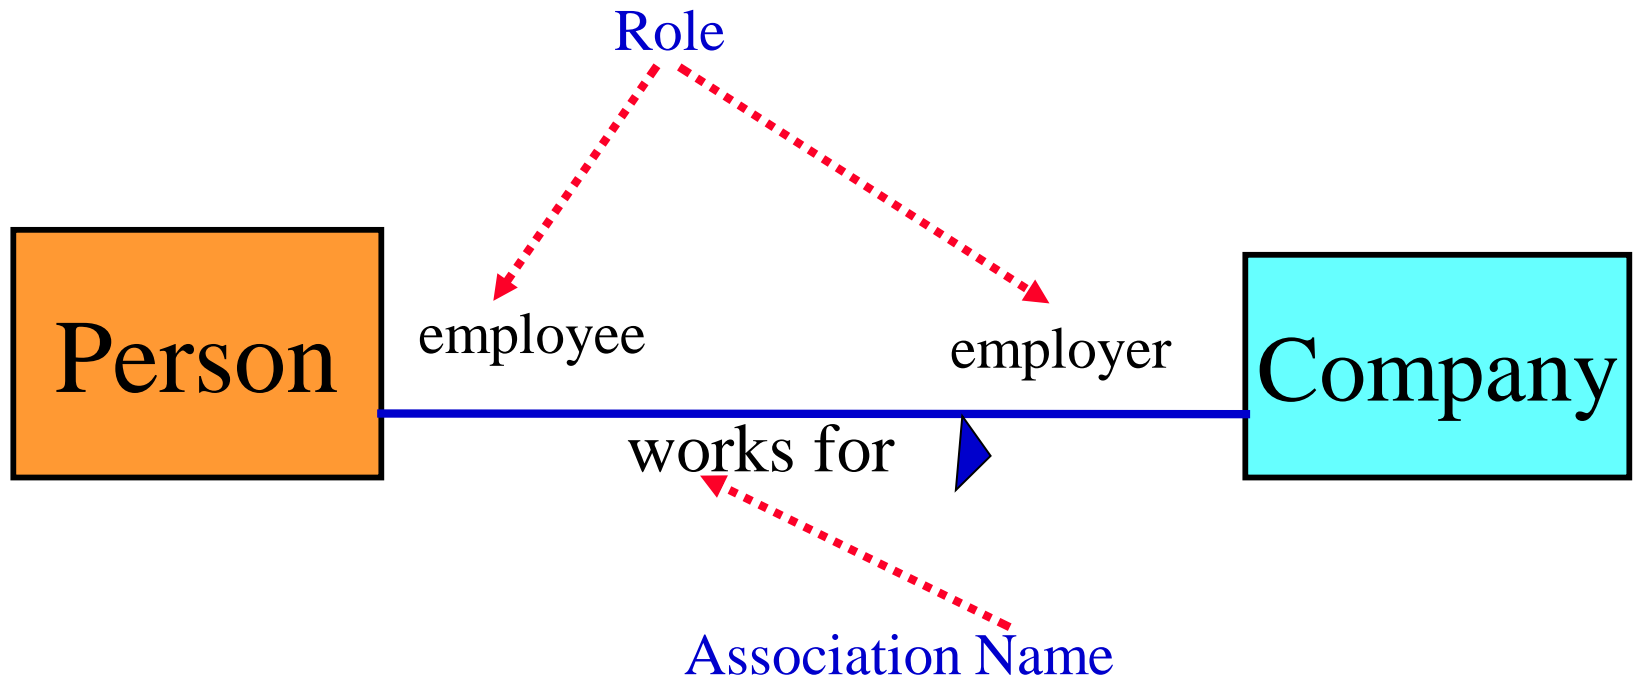 Role
employee
employer
Person
Company
works for
Association Name